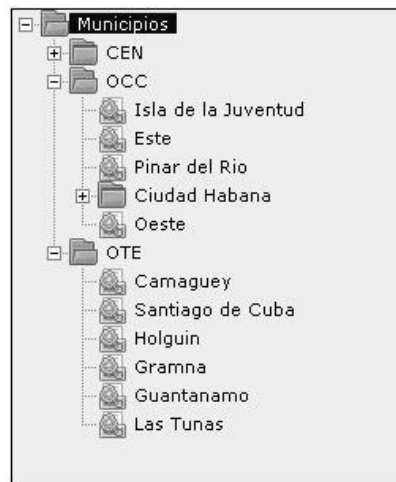 Municipios
CEN
OCC
Isla de la Juventud
Este
Pinar del Rio
Ciudad Habana
Oeste
OTE
Camaguey
Santiago de Cuba
Holguin
Gramna
Guantanamo
Las Tunas